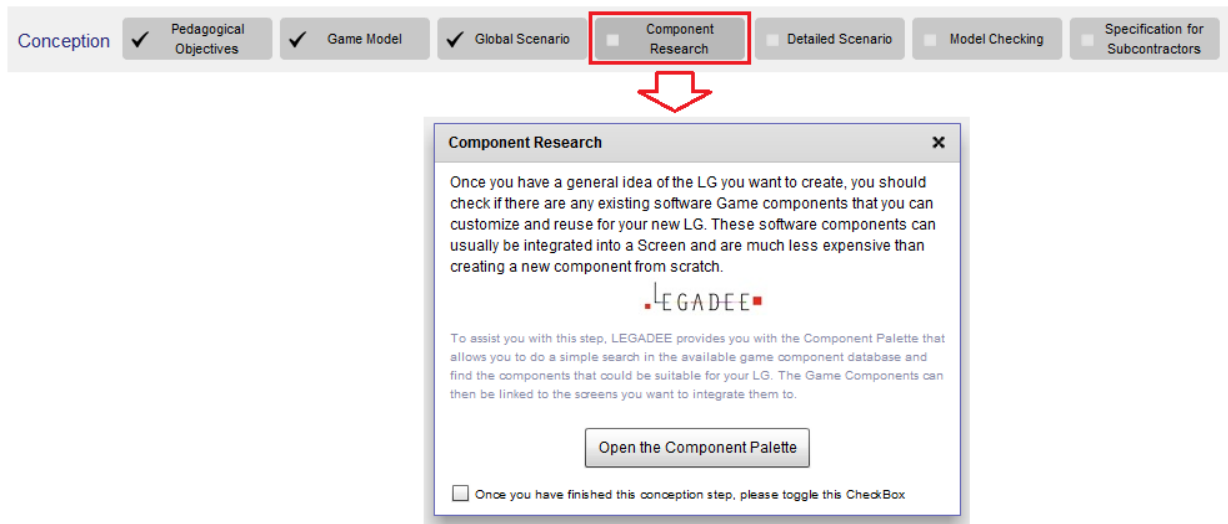 Conception
Pedagogical
Objectives
Game Model
Global Scenario
Component
Research
Detailed Scenario
Model Checking
Specification for
Subcontractors
Component Research
Once you have a general idea of the LG you want to create, you should
check if there are any existing software Game components that you can
customize and reuse for your new LG. These software components can
usually be integrated into a Screen and are much less expensive than
creating a new component from scratch.
LEGADEE
To assist you with this step, LEGADEE provides you with the Component Palette that
allows you to do a simple search in the available game component database and
find the components that could be suitable for your LG. The Game Components can
then be linked to the screens you want to integrate them to.
Open the Component Palette
Once you have finished this conception step, please toggle this CheckBox